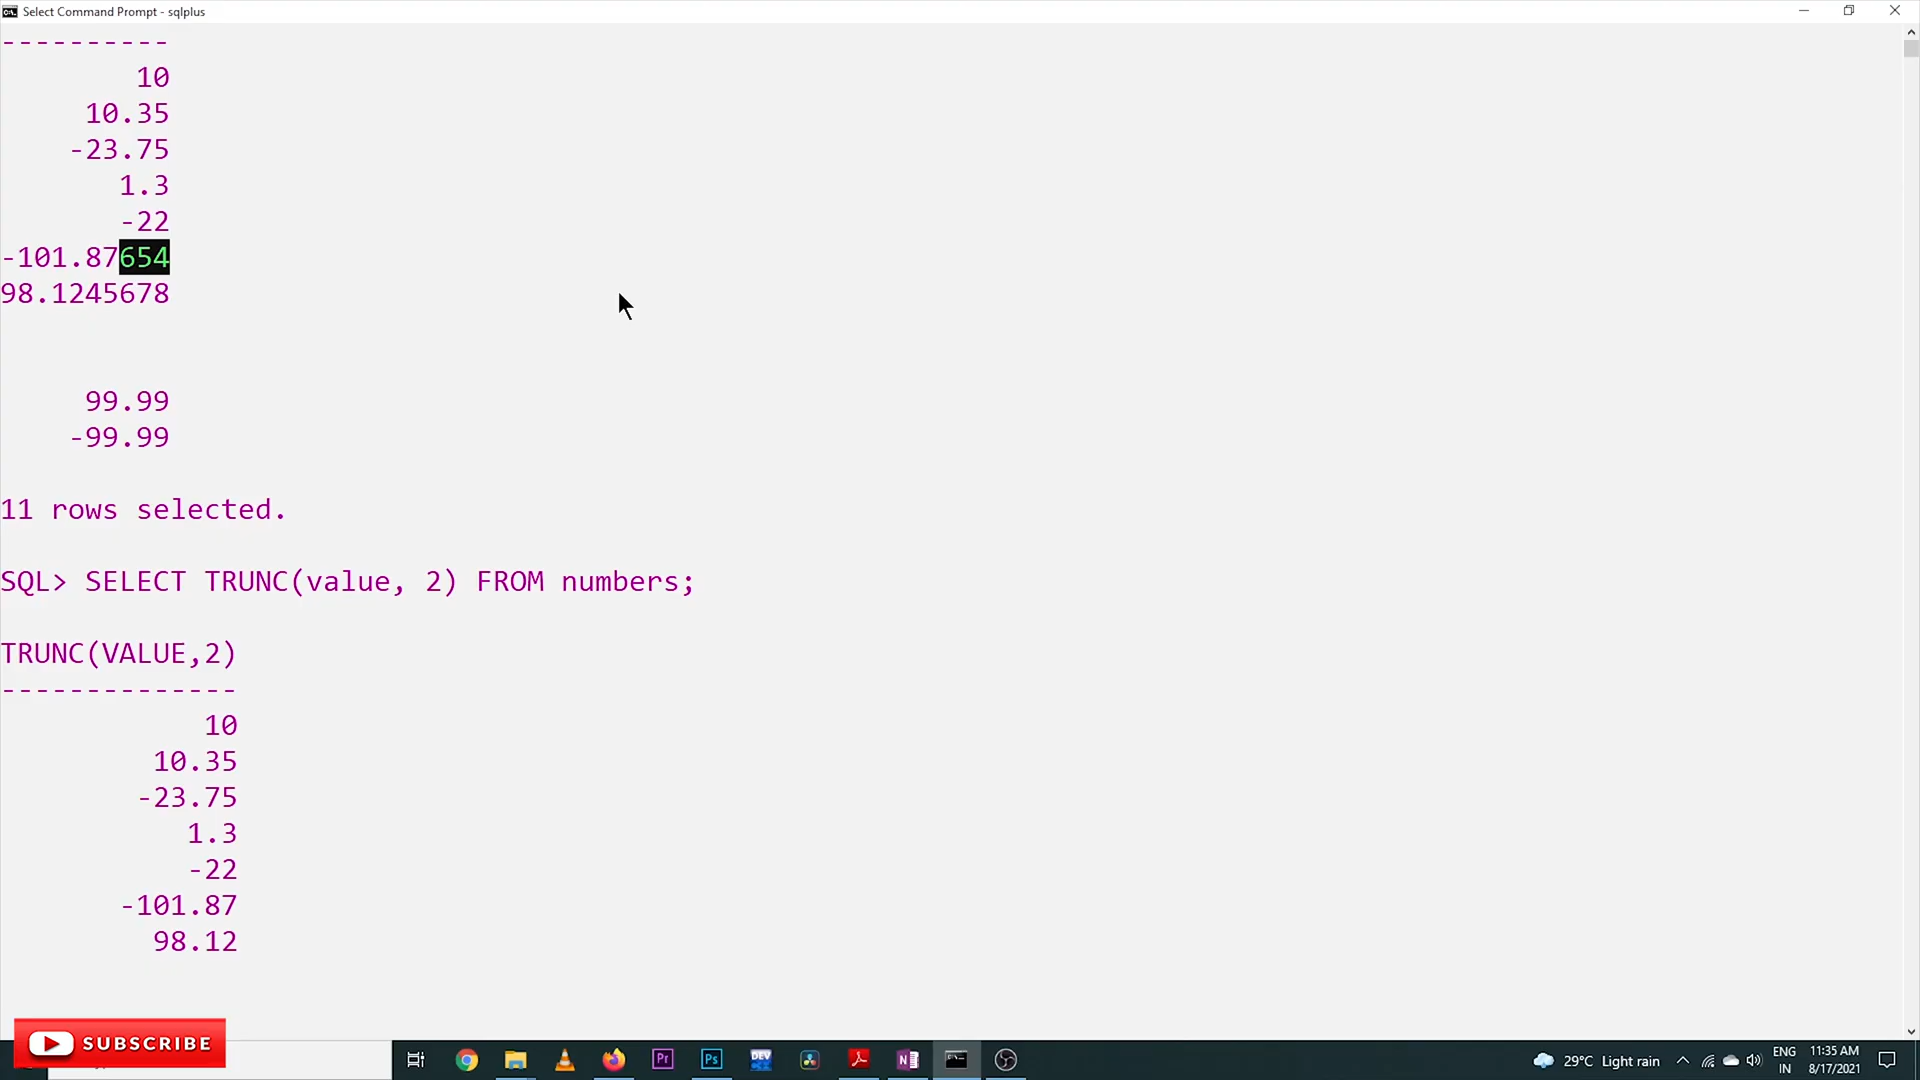 Select Command Prompt - sqlplus
----------
10
10.35
-23.75
1.3
-22
-101.87654
98.1245678
99.99
-99.99
11 rows selected.
SQL> SELECT TRUNC(value, 2) FROM numbers;
TRUNC(VALUE,2)
--------------
10
10.35
-23.75
1.3
-22
-101.87
98.12
SUBSCRIBE
Pr
Ps
DEV
N
29°C Light rain
ENG
IN
11:35 AM
8/17/2021